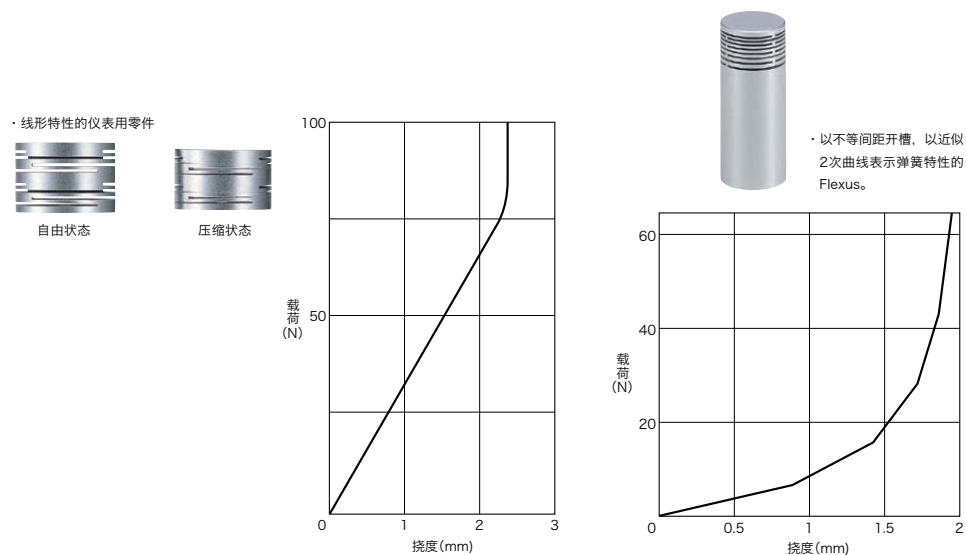 ・线形特性的仪表用零件
自由状态
压缩状态
100
50
载荷
(N)
0
1
2
3
挠度(mm)
・以不等间距开槽，以近似
2次曲线表示弹簧特性的
Flexus。
60
40
20
载荷
(N)
0
0.5
1
1.5
2
挠度(mm)